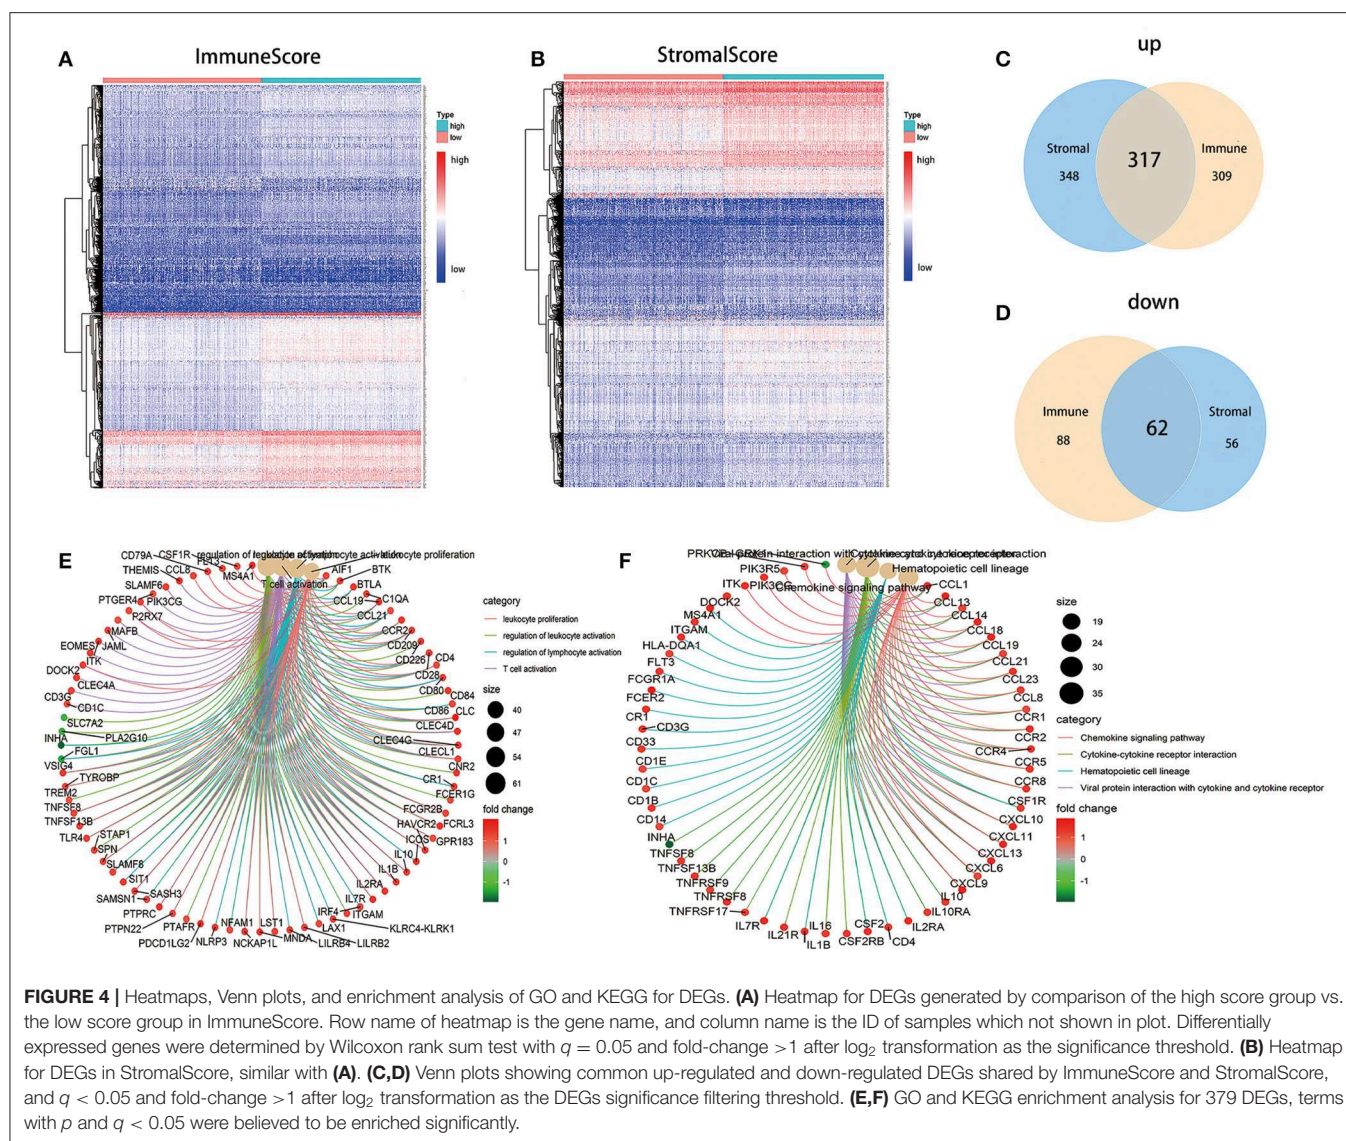 A
ImmuneScore
Type
high
low
high
low
B
StromalScore
Type
high
low
high
low
C
up
Stromal
348
317
Immune
309
D
down
Immune
88
62
Stromal
56
E
CD79A
CSF1R
regulation of lymphocyte activation
leukocyte proliferation
T cell activation
THEMIS
CCL8
FLT3
MS4A1
AIF1
BTK
SLAMF6
PIK3CG
BTLA
PTGER4
CCL19
C1QA
P2RX7
CCL21
MAFB
CCR2
EOMES
JAML
CD209
ITK
CD226
CD4
DOCK2
CD28
CLEC4A
CD80
CD84
CD3G
CD1C
CD86
CLC
SLC7A2
CLEC4D
INHA
PLA2G10
CLEC4G
FGL1
CLECL1
VSIG4
CNR2
TYROBP
CR1
TREM2
FCER1G
TNFSF8
FCGR2B
TNFSF13B
HAVCR2
FCRL3
TLR4
STAP1
ICOS
GPR183
SPN
IL10
SLAMF8
IL1B
SIT1
IL2RA
SAMSN1
SASH3
IL7R
PTPRC
IRF4
ITGAM
PTPN22
PTAFR
NFAM1
LST1
LAX1
KLRC4-KLRK1
PDCD1LG2
NLRP3
NCKAP1L
MNDA
LILRB4
LILRB2
category
leukocyte proliferation
regulation of leukocyte activation
regulation of lymphocyte activation
T cell activation
size
40
47
54
61
fold change
1
0
-1
F
Hematopoietic cell lineage
Chemokine signaling pathway
PIK3R5
ITK
PIK3CG
CCL1
DOCK2
CCL13
MS4A1
CCL14
ITGAM
CCL18
HLA-DQA1
CCL19
FLT3
CCL21
FCGR1A
CCL23
FCER2
CCL8
CR1
CCR1
CD3G
CCR2
CD33
CCR4
CD1E
CCR5
CD1C
CCR8
CD1B
CSF1R
CD14
CXCL10
INHA
CXCL11
TNFSF8
CXCL13
TNFSF13B
CXCL6
TNFRSF9
CXCL9
TNFRSF8
IL10
TNFRSF17
IL10RA
IL7R
IL2RA
IL21R
IL16
CSF2
CD4
IL1B
CSF2RB
size
19
24
30
35
category
Chemokine signaling pathway
Cytokine-cytokine receptor interaction
Hematopoietic cell lineage
Viral protein interaction with cytokine and cytokine receptor
fold change
1
0
-1
FIGURE 4 | Heatmaps, Venn plots, and enrichment analysis of GO and KEGG for DEGs. (A) Heatmap for DEGs generated by comparison of the high score group vs.
the low score group in ImmuneScore. Row name of heatmap is the gene name, and column name is the ID of samples which not shown in plot. Differentially
expressed genes were determined by Wilcoxon rank sum test with q = 0.05 and fold-change >1 after log₂ transformation as the significance threshold. (B) Heatmap
for DEGs in StromalScore, similar with (A). (C,D) Venn plots showing common up-regulated and down-regulated DEGs shared by ImmuneScore and StromalScore,
and q < 0.05 and fold-change >1 after log₂ transformation as the DEGs significance filtering threshold. (E,F) GO and KEGG enrichment analysis for 379 DEGs, terms
with p and q < 0.05 were believed to be enriched significantly.